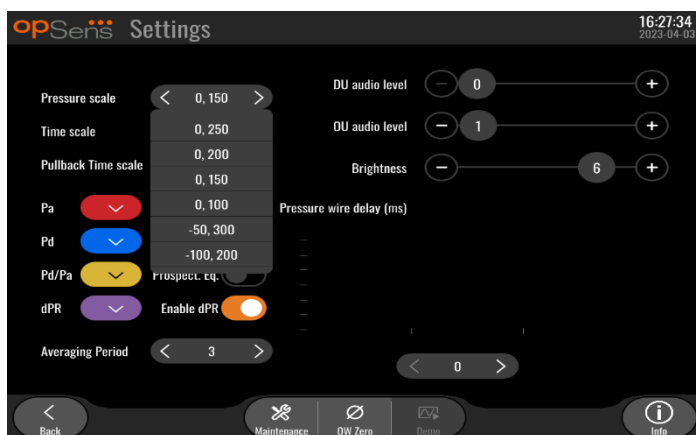 opSens Settings
16:27:34
2023-04-03
Pressure scale
0, 150
Time scale
Pullback Time scale
0, 250
0, 200
0, 150
0, 100
-50, 300
-100, 200
Pa
Pd
Pd/Pa
Prospect. Eq.
dPR
Enable dPR
Averaging Period
3
DU audio level
0
OU audio level
1
Brightness
6
Pressure wire delay (ms)
0
Back
Maintenance
OW Zero
Demo
Info